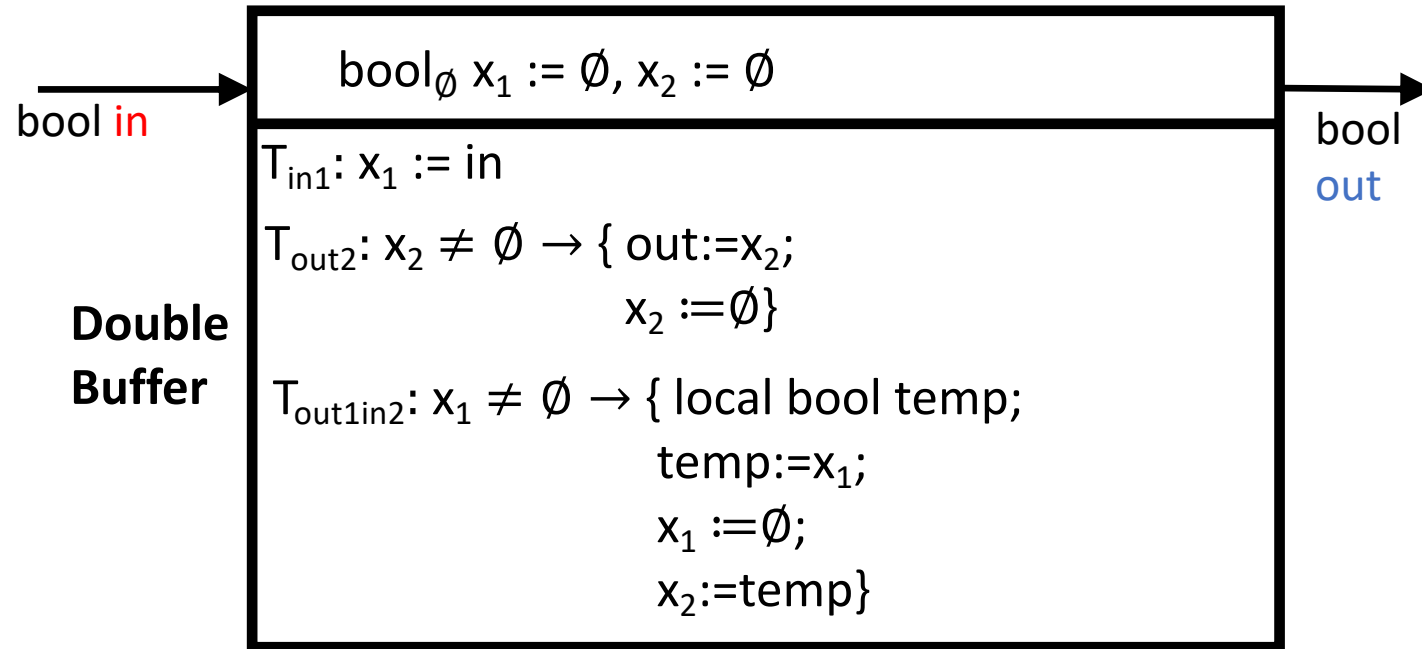 bool∅ x₁ := ∅, x₂ := ∅
bool in
bool
out
Tin1: x₁ := in
Tout2: x₂ ≠ ∅ → { out:=x₂;
x₂ :=∅}
Double
Buffer
Tout1in2: x₁ ≠ ∅ → { local bool temp;
temp:=x₁;
x₁ :=∅;
x₂:=temp}